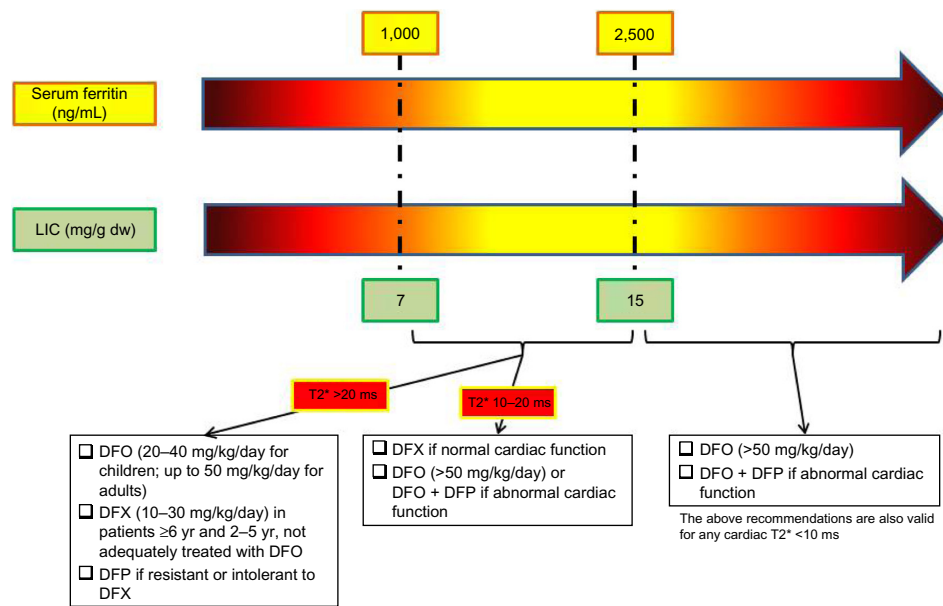 1,000
2,500
Serum ferritin
(ng/mL)
LIC (mg/g dw)
7
15
T2* >20 ms
T2* 10–20 ms
❑ DFO (20–40 mg/kg/day for
children; up to 50 mg/kg/day for
adults)
❑ DFX (10–30 mg/kg/day) in
patients ≥6 yr and 2–5 yr, not
adequately treated with DFO
❑ DFP if resistant or intolerant to
DFX
❑ DFX if normal cardiac function
❑ DFO (>50 mg/kg/day) or
DFO + DFP if abnormal cardiac
function
❑ DFO (>50 mg/kg/day)
❑ DFO + DFP if abnormal cardiac
function
The above recommendations are also valid
for any cardiac T2* <10 ms